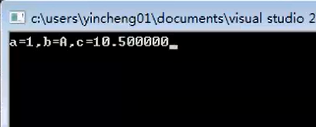 c:\users\yincheng01\documents\visual studio 2
a=1,b=A,c=10.500000